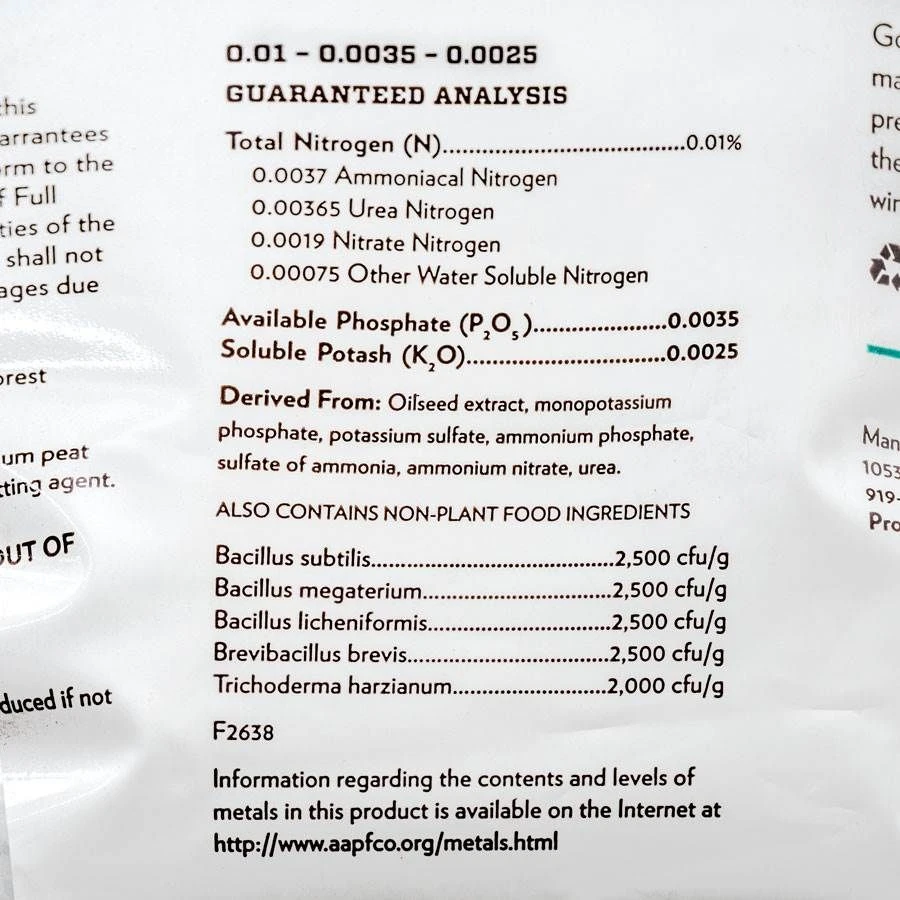 this
arrantees
rm to the
f Full
ties of the
shall not
ages due
orest
um peat
tting agent.
OUT OF
duced if not
0.01 – 0.0035 – 0.0025
GUARANTEED ANALYSIS
Total Nitrogen (N)......................................0.01%
0.0037 Ammoniacal Nitrogen
0.00365 Urea Nitrogen
0.0019 Nitrate Nitrogen
0.00075 Other Water Soluble Nitrogen
Available Phosphate (P₂O₅).....................0.0035
Soluble Potash (K₂O)...............................0.0025
Derived From: Oilseed extract, monopotassium
phosphate, potassium sulfate, ammonium phosphate,
sulfate of ammonia, ammonium nitrate, urea.
ALSO CONTAINS NON-PLANT FOOD INGREDIENTS
Bacillus subtilis......................................2,500 cfu/g
Bacillus megaterium..............................2,500 cfu/g
Bacillus licheniformis.............................2,500 cfu/g
Brevibacillus brevis................................2,500 cfu/g
Trichoderma harzianum........................2,000 cfu/g
F2638
Information regarding the contents and levels of
metals in this product is available on the Internet at
http://www.aapfco.org/metals.html
Go
ma
pre
the
wir
Man
1053
919-
Pro